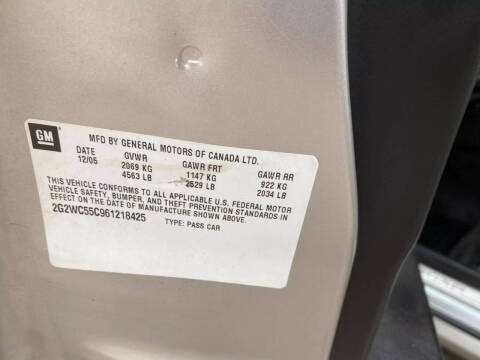 GM
MFD BY GENERAL MOTORS OF CANADA LTD.
DATE GVWR GAWR FRT GAWR RR
12/05 2069 KG 1147 KG 922 KG
4563 LB 2529 LB 2034 LB
THIS VEHICLE CONFORMS TO ALL APPLICABLE U.S. FEDERAL MOTOR
VEHICLE SAFETY, BUMPER, AND THEFT PREVENTION STANDARDS IN
EFFECT ON THE DATE OF MANUFACTURE SHOWN ABOVE.
2G2WC55C961218425
TYPE: PASS CAR